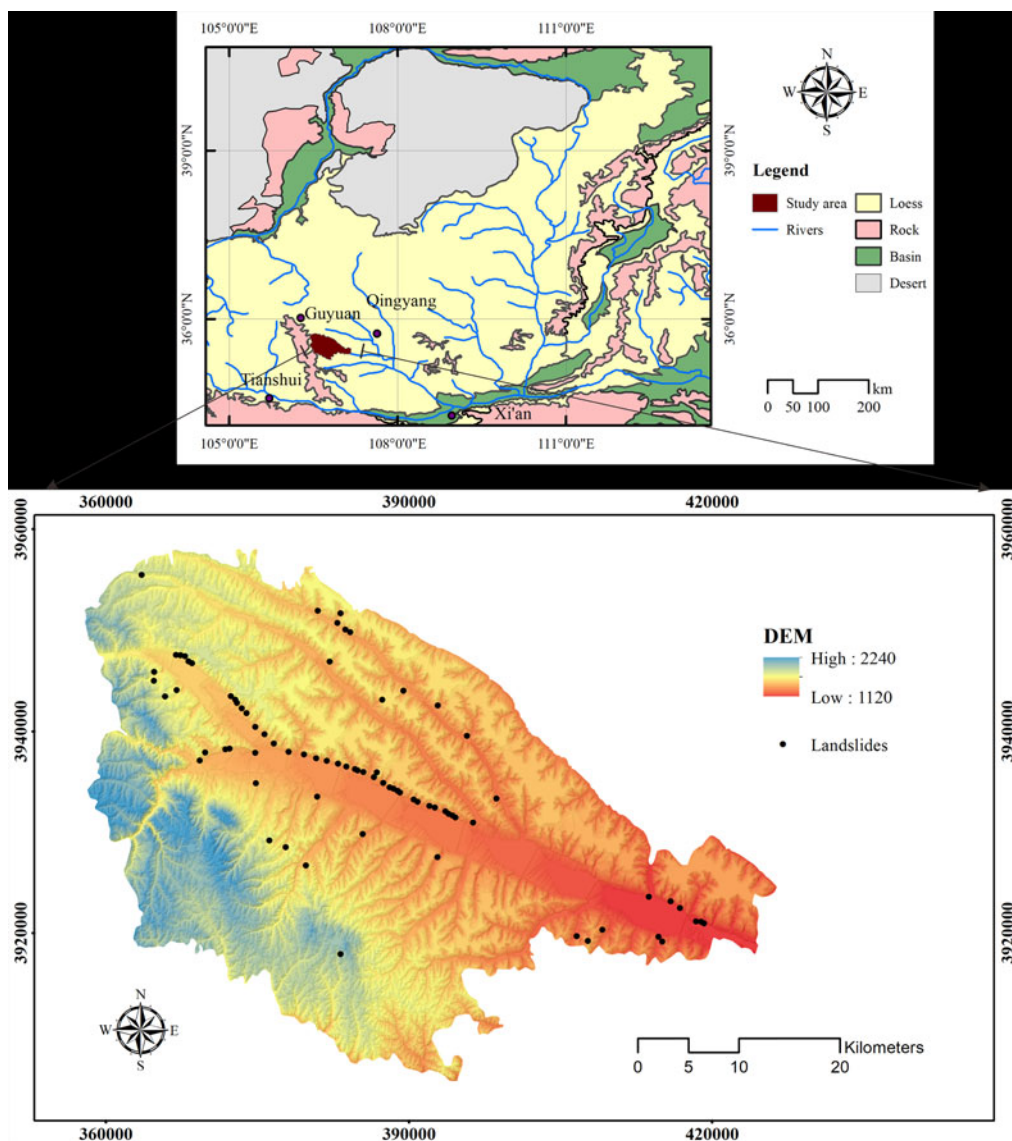 105°0'0"E 108°0'0"E 111°0'0"E
N
W E
S
39°0'0"N 39°0'0"N
Legend
Study area Loess
Rivers Rock
Basin
Desert
Qingyang
36°0'0"N 36°0'0"N
Guyuan
Tianshui
Xi'an
0 50 100 200
km
105°0'0"E 108°0'0"E 111°0'0"E
360000 390000 420000
3960000 3960000
DEM
High : 2240
Low : 1120
Landslides
3940000 3940000
3920000 3920000
N
W E
S
Kilometers
0 5 10 20
360000 390000 420000